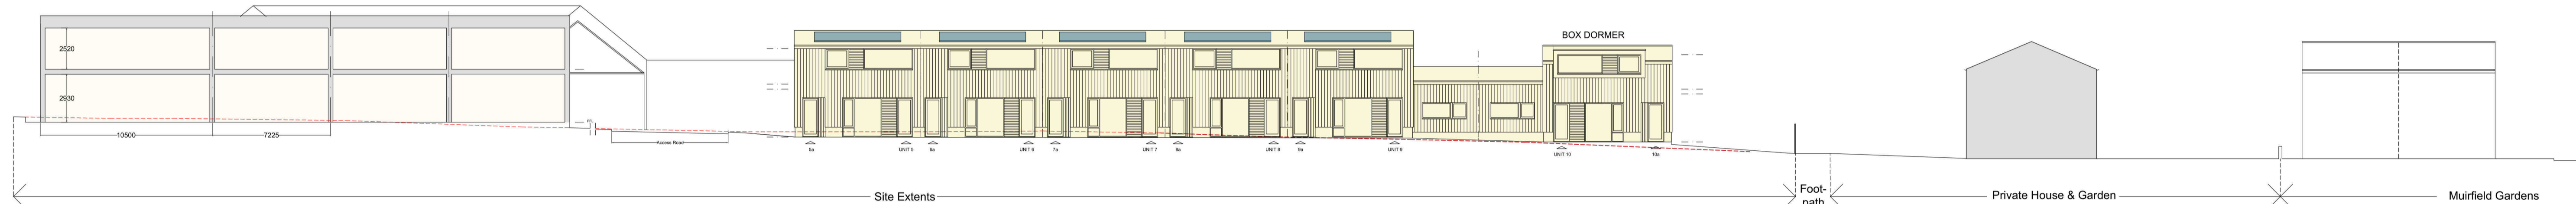 BOX DORMER
2520
2930
10500
7225
FFL
Access Road
5a
UNIT 5
6a
UNIT 6
7a
UNIT 7
8a
UNIT 8
9a
UNIT 9
UNIT 10
10a
Site Extents
Foot-
path
Private House & Garden
Muirfield Gardens